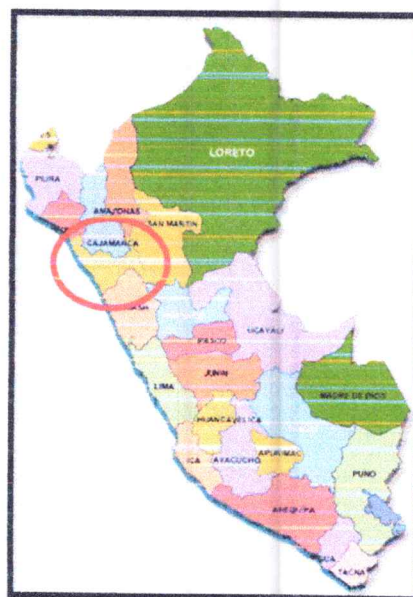 LORETO
PIURA
AMAZONAS
SAN MARTIN
CAJAMARCA
UCAYALI
PASCO
JUNIN
LIMA
MADRE DE DIOS
HUANCAVELICA
ICA
AYACUCHO
APURIMAC
PUNO
AREQUIPA
TACNA